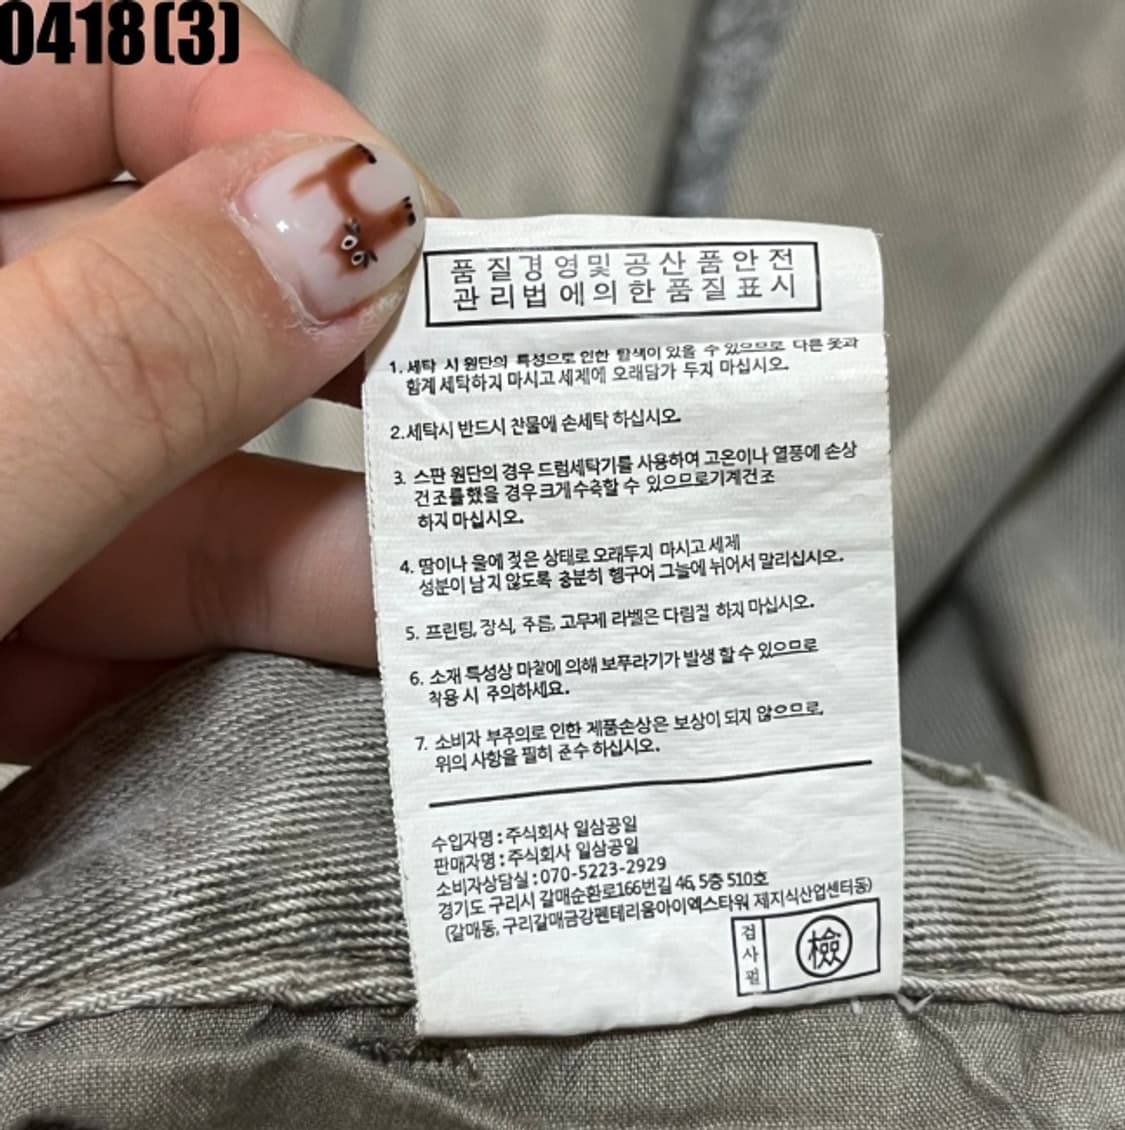 0418(3)
품질경영및공산품안전
관리법에의한품질표시
1. 세탁 시 원단의 특성으로 인한 탈색이 있을 수 있으므로 다른 옷과
함께 세탁하지 마시고 세제에 오래담가 두지 마십시오.
2.세탁시 반드시 찬물에 손세탁 하십시오.
3. 스판 원단의 경우 드럼세탁기를 사용하여 고온이나 열풍에 손상
건조를했을 경우 크게수축할 수 있으므로기계건조
하지 마십시오.
4. 땀이나 물에 젖은 상태로 오래두지 마시고 세제
성분이 남지 않도록 충분히 헹구어 그늘에 뉘어서 말리십시오.
5. 프린팅, 장식, 주름, 고무제 라벨은 다림질 하지 마십시오.
6. 소재 특성상 마찰에 의해 보푸라기가 발생 할 수 있으므로
착용 시 주의하세요.
7. 소비자 부주의로 인한 제품손상은 보상이 되지 않으므로,
위의 사항을 필히 준수 하십시오.
수입자명 : 주식회사 일삼공일
판매자명 : 주식회사 일삼공일
소비자상담실 : 070-5223-2929
경기도 구리시 갈매순환로166번길 46, 5층 510호
(갈매동, 구리갈매금강펜테리움아이엑스타워 제지식산업센터동)
검사필
檢